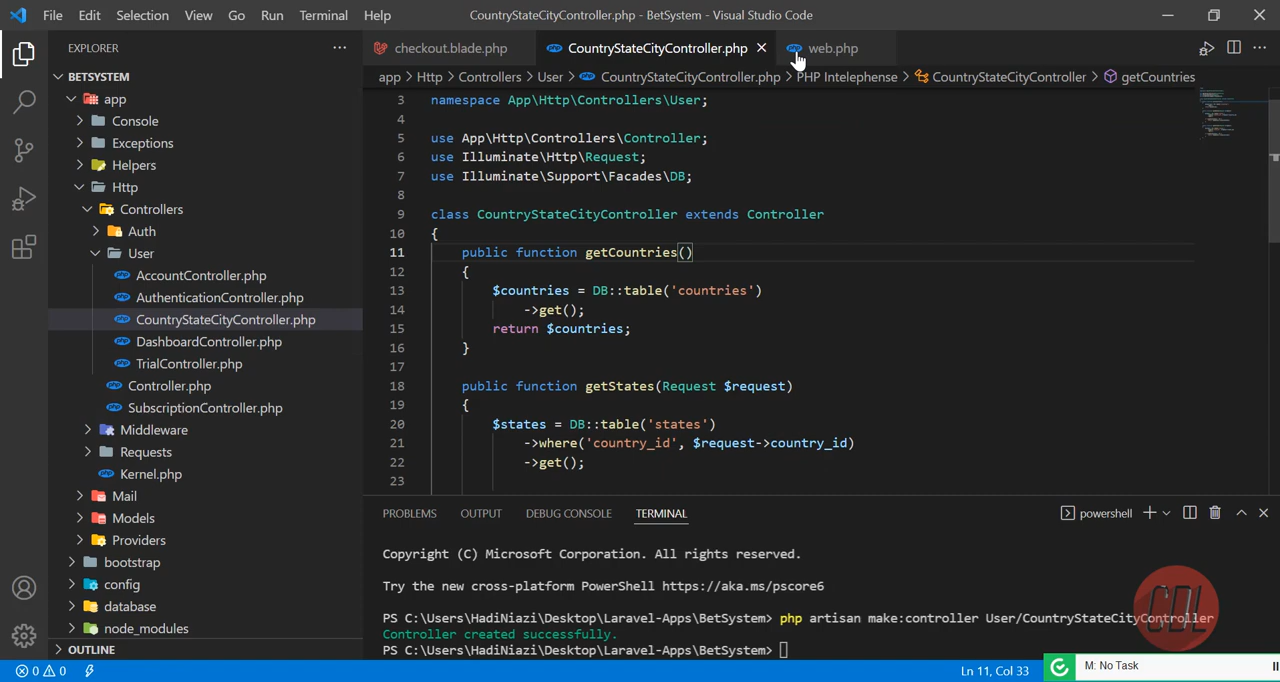 File Edit Selection View Go Run Terminal Help CountryStateCityController.php - BetSystem - Visual Studio Code
EXPLORER
BETSYSTEM
app
Console
Exceptions
Helpers
Http
Controllers
Auth
User
AccountController.php
AuthenticationController.php
CountryStateCityController.php
DashboardController.php
TrialController.php
Controller.php
SubscriptionController.php
Middleware
Requests
Kernel.php
Mail
Models
Providers
bootstrap
config
database
node_modules
OUTLINE
checkout.blade.php CountryStateCityController.php web.php
app > Http > Controllers > User > CountryStateCityController.php > PHP Intelephense > CountryStateCityController > getCountries
3 namespace App\Http\Controllers\User;
4
5 use App\Http\Controllers\Controller;
6 use Illuminate\Http\Request;
7 use Illuminate\Support\Facades\DB;
8
9 class CountryStateCityController extends Controller
10 {
11 public function getCountries()
12 {
13 $countries = DB::table('countries')
14 ->get();
15 return $countries;
16 }
17
18 public function getStates(Request $request)
19 {
20 $states = DB::table('states')
21 ->where('country_id', $request->country_id)
22 ->get();
23
PROBLEMS OUTPUT DEBUG CONSOLE TERMINAL powershell
Copyright (C) Microsoft Corporation. All rights reserved.
Try the new cross-platform PowerShell https://aka.ms/pscore6
PS C:\Users\HadiNiazi\Desktop\Laravel-Apps\BetSystem> php artisan make:controller User/CountryStateCityController
Controller created successfully.
PS C:\Users\HadiNiazi\Desktop\Laravel-Apps\BetSystem>
CDL
0 0 Ln 11, Col 33 M: No Task